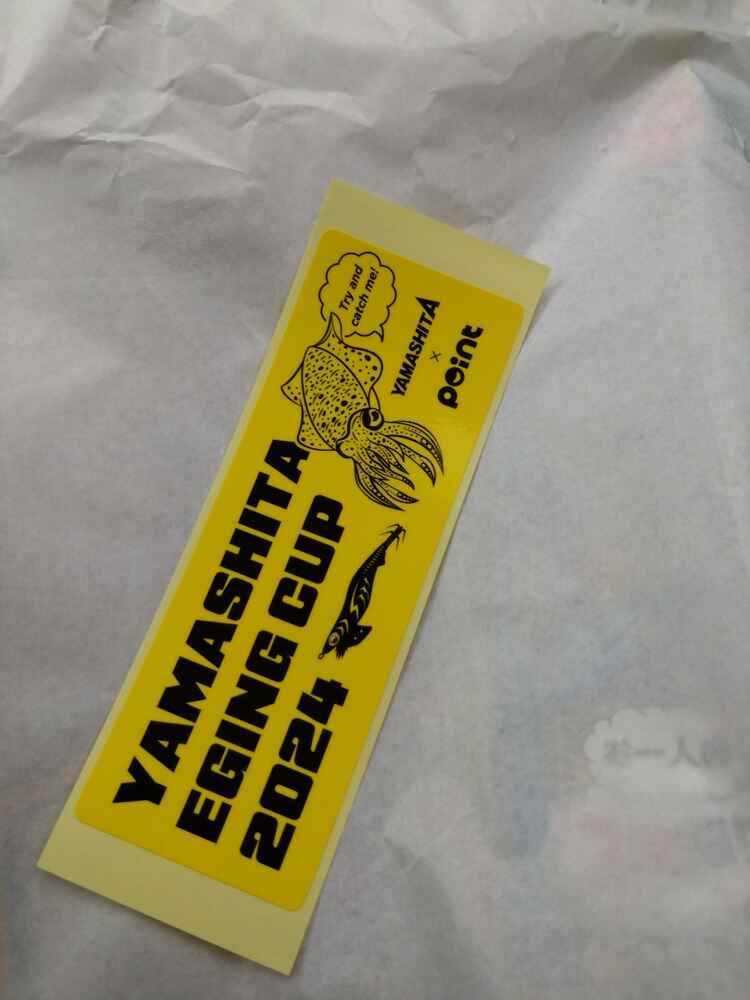 YAMASHITA
EGING CUP
2024
Try and
catch me!
YAMASHITA
×
point